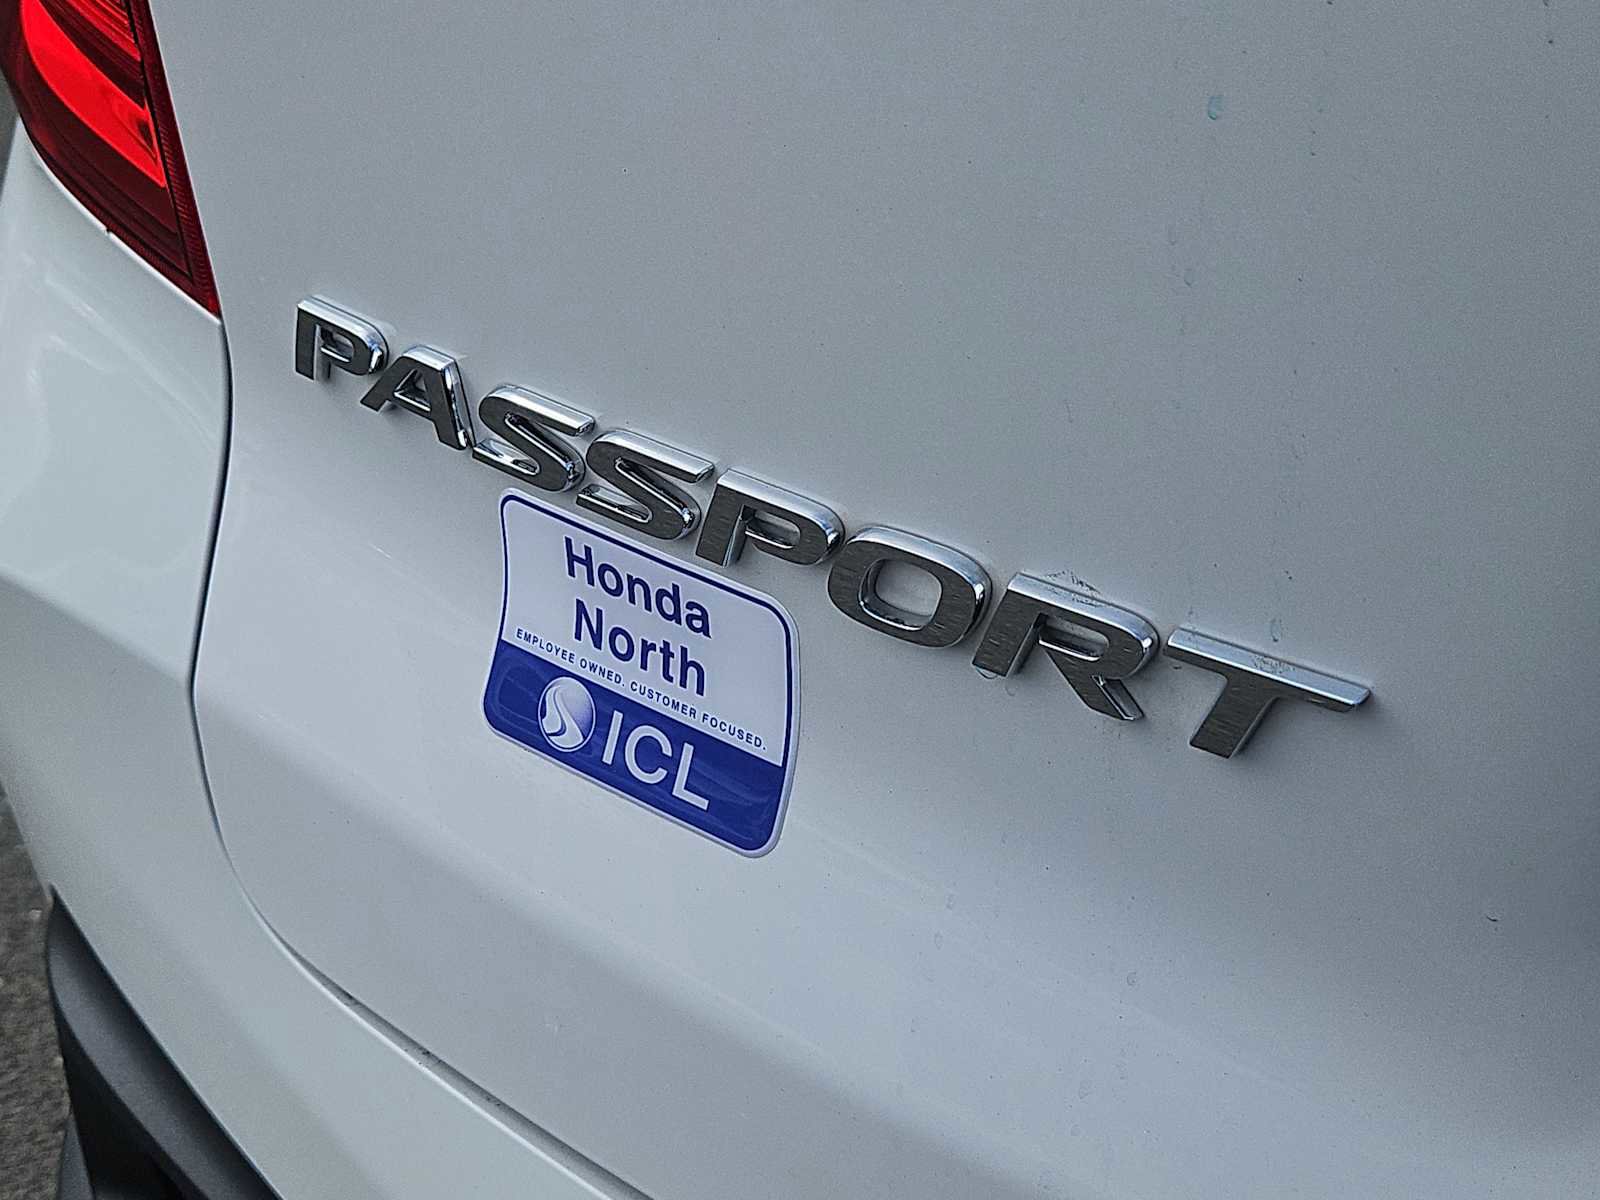 PASSPORT
Honda
North
EMPLOYEE OWNED. CUSTOMER FOCUSED.
ICL